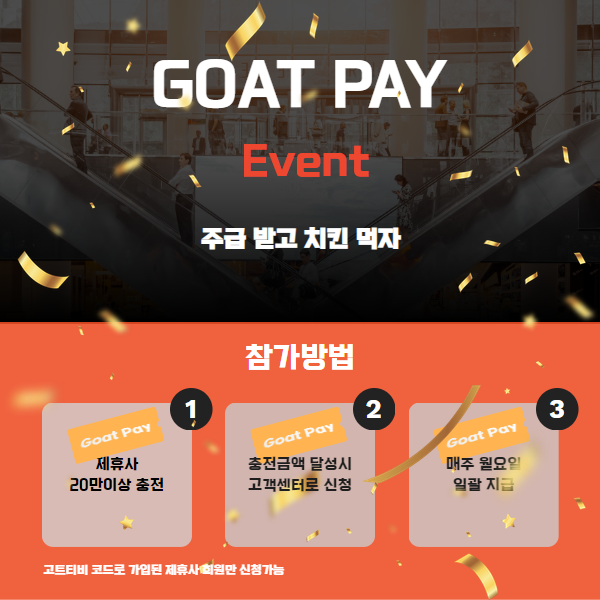 GOAT PAY
Event
주급 받고 치킨 먹자
참가방법
1
Goat Pay
제휴사
20만이상 충전
2
Goat Pay
충전금액 달성시
고객센터로 신청
3
Goat Pay
매주 월요일
일괄 지급
고트티비 코드로 가입된 제휴사 회원만 신청가능